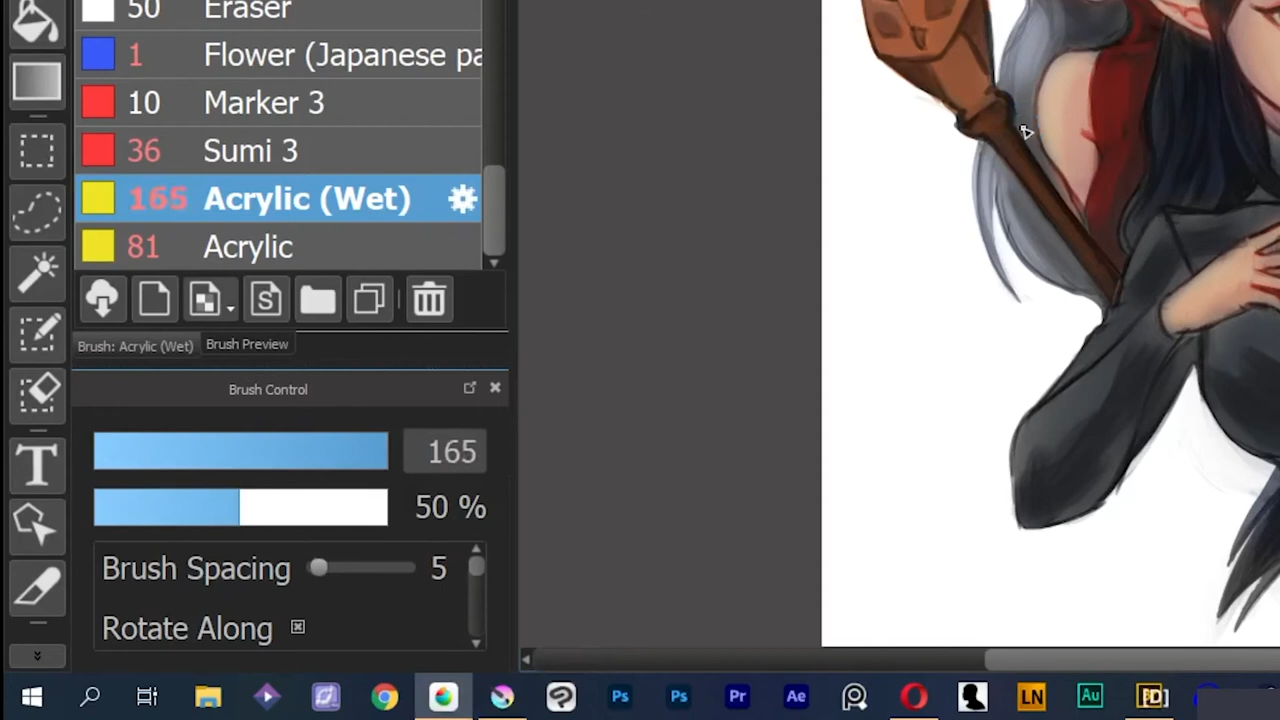 50 Eraser
1 Flower (Japanese pa
10 Marker 3
36 Sumi 3
165 Acrylic (Wet)
81 Acrylic
S
Brush: Acrylic (Wet) Brush Preview
Brush Control
165
50 %
Brush Spacing 5
Rotate Along
T
Ps Ps Pr Ae LN Au